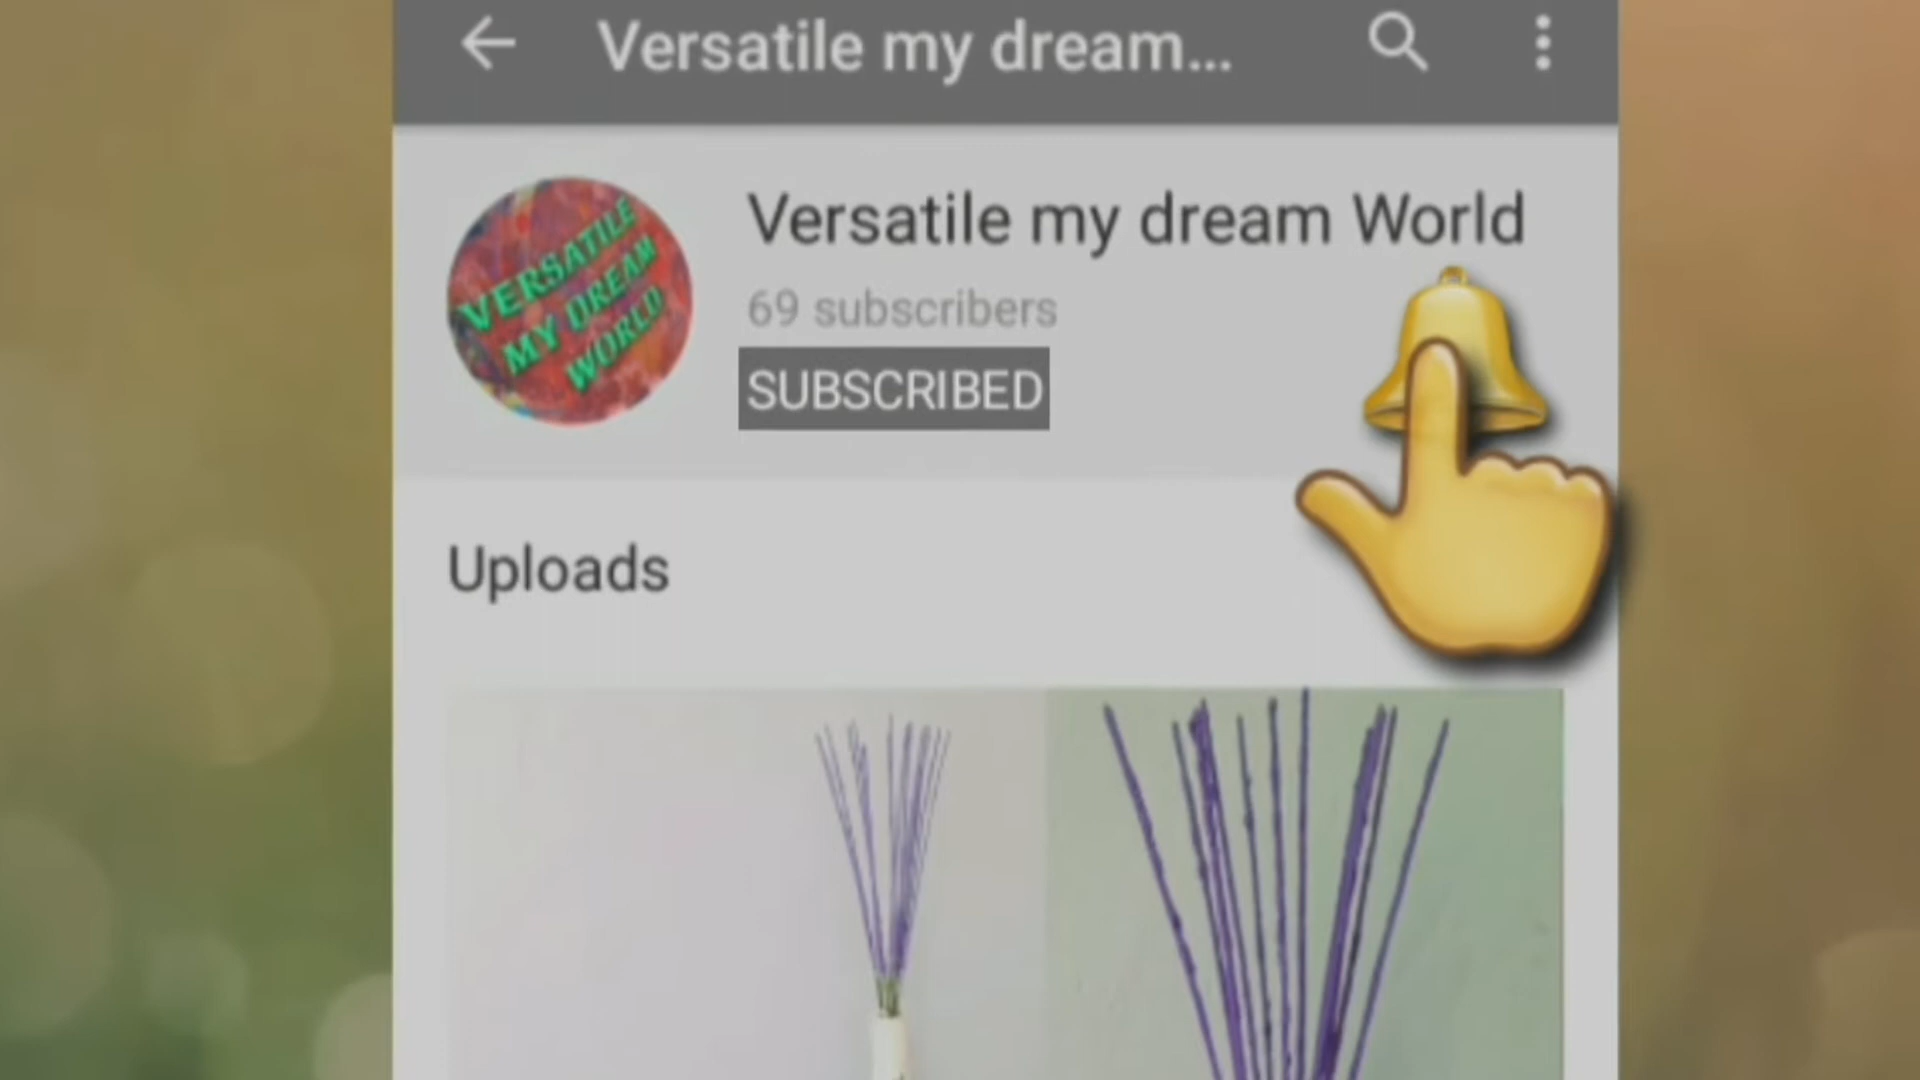 Versatile my dream...
VERSATILE
MY DREAM
WORLD
Versatile my dream World
69 subscribers
SUBSCRIBED
Uploads